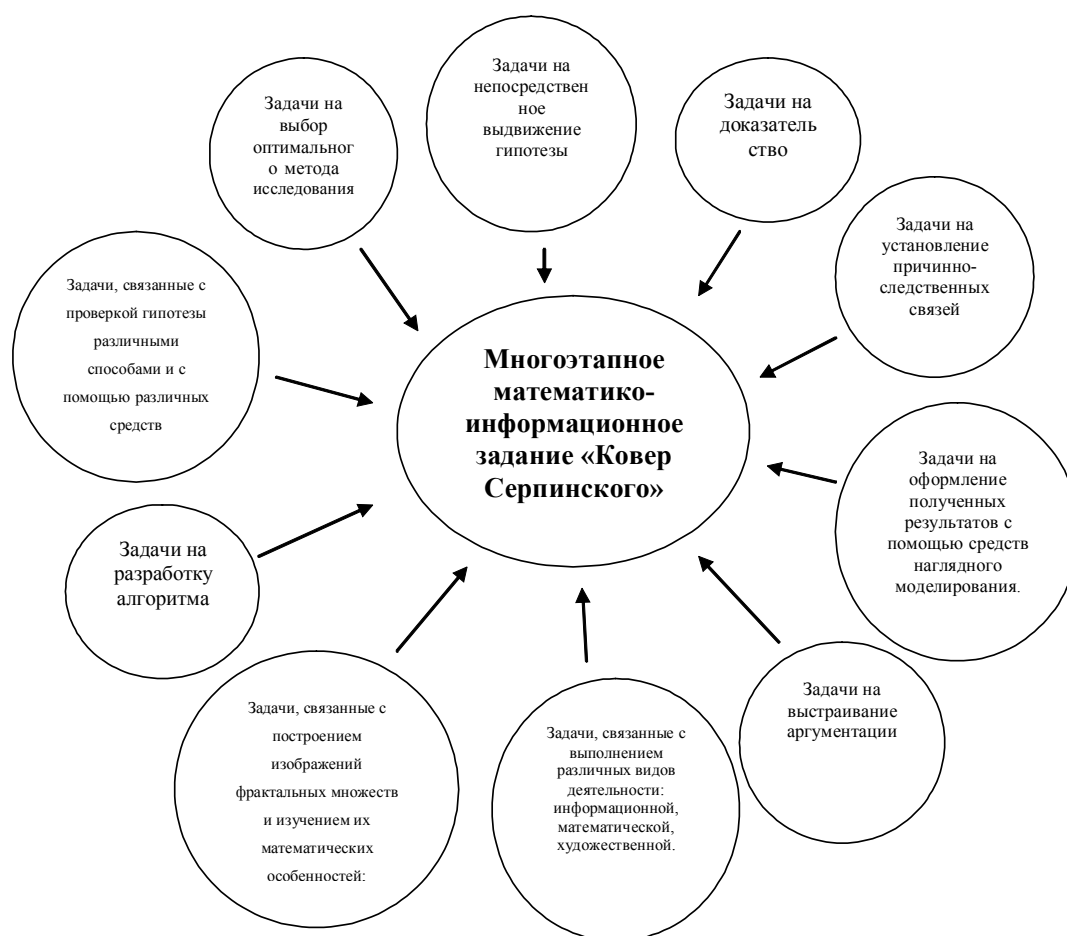 Задачи на
непосредствен
ное
выдвижение
гипотезы
Задачи на
доказатель
ство
Задачи на
установление
причинно-
следственных
связей
Задачи на
оформление
полученных
результатов с
помощью средств
наглядного
моделирования.
Задачи на
выстраивание
аргументации
Задачи, связанные с
выполнением
различных видов
деятельности:
информационной,
математической,
художественной.
Задачи, связанные с
построением
изображений
фрактальных множеств
и изучением их
математических
особенностей:
Задачи на
разработку
алгоритма
Задачи, связанные с
проверкой гипотезы
различными
способами и с
помощью различных
средств
Задачи на
выбор
оптимальног
о метода
исследования
Многоэтапное
математико-
информационное
задание «Ковер
Серпинского»